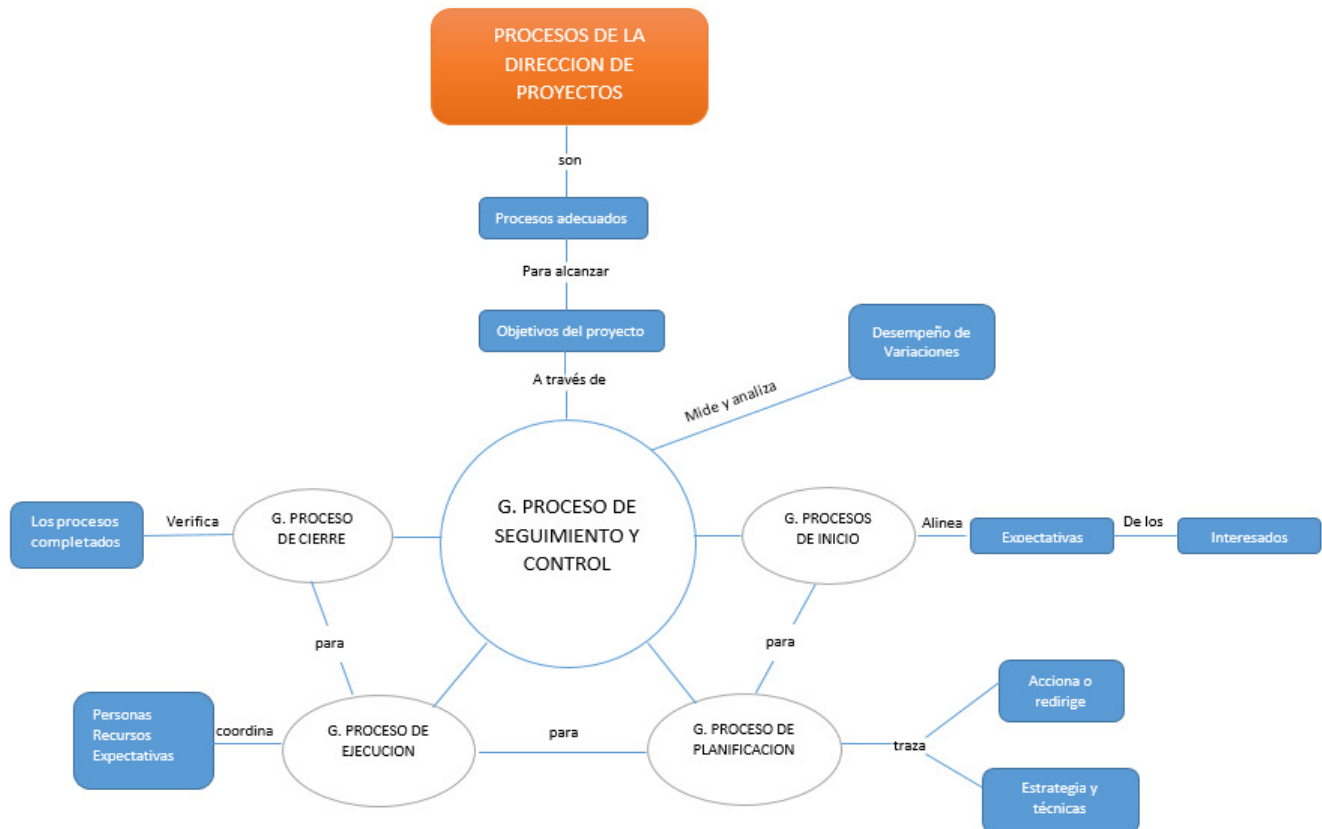 PROCESOS DE LA
DIRECCION DE
PROYECTOS
son
Procesos adecuados
Para alcanzar
Objetivos del proyecto
A través de
Desempeño de
Variaciones
Mide y analiza
G. PROCESO DE
SEGUIMIENTO Y
CONTROL
Los procesos
completados
Verifica
G. PROCESO
DE CIERRE
G. PROCESOS
DE INICIO
Alinea
Expectativas
De los
Interesados
para
para
Personas
Recursos
Expectativas
coordina
G. PROCESO DE
EJECUCION
para
G. PROCESO DE
PLANIFICACION
traza
Acciona o
redirige
Estrategia y
técnicas